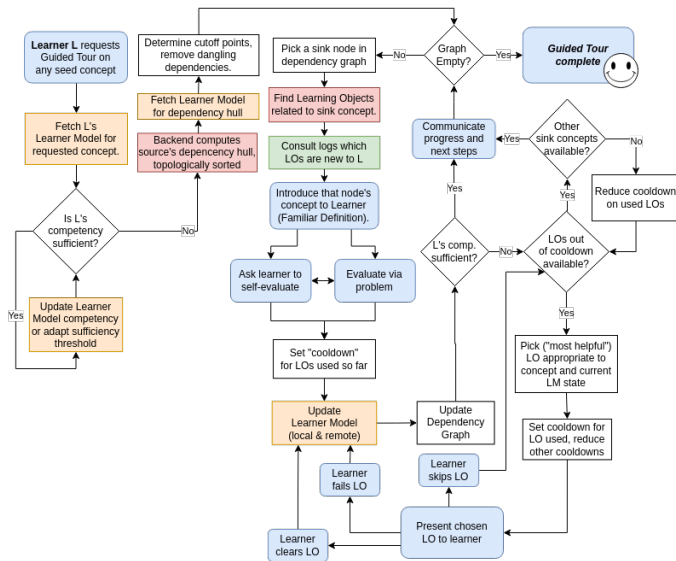 Learner L requests
Guided Tour on
any seed concept
Fetch L's
Learner Model for
requested concept.
Is L's
competency
sufficient?
No
Yes
Update Learner
Model competency
or adapt sufficiency
threshold
Determine cutoff points,
remove dangling
dependencies.
Fetch Learner Model
for dependency hull
Backend computes
source's depencency hull,
topologically sorted
Pick a sink node in
dependency graph
No
Graph
Empty?
Yes
Guided Tour
complete
Find Learning Objects
related to sink concept.
Consult logs which
LOs are new to L
Introduce that node's
concept to Learner
(Familiar Definition).
Ask learner to
self-evaluate
Evaluate via
problem
Set "cooldown"
for LOs used so far
Update
Learner Model
(local & remote)
Update
Dependency
Graph
Communicate
progress and
next steps
Yes
Other
sink concepts
available?
No
Reduce cooldown
on used LOs
Yes
Yes
L's comp.
sufficient?
No
LOs out
of cooldown
available?
Yes
Pick ("most helpful")
LO appropriate to
concept and current
LM state
Set cooldown for
LO used, reduce
other cooldowns
Learner
fails LO
Learner
skips LO
Learner
clears LO
Present chosen
LO to learner